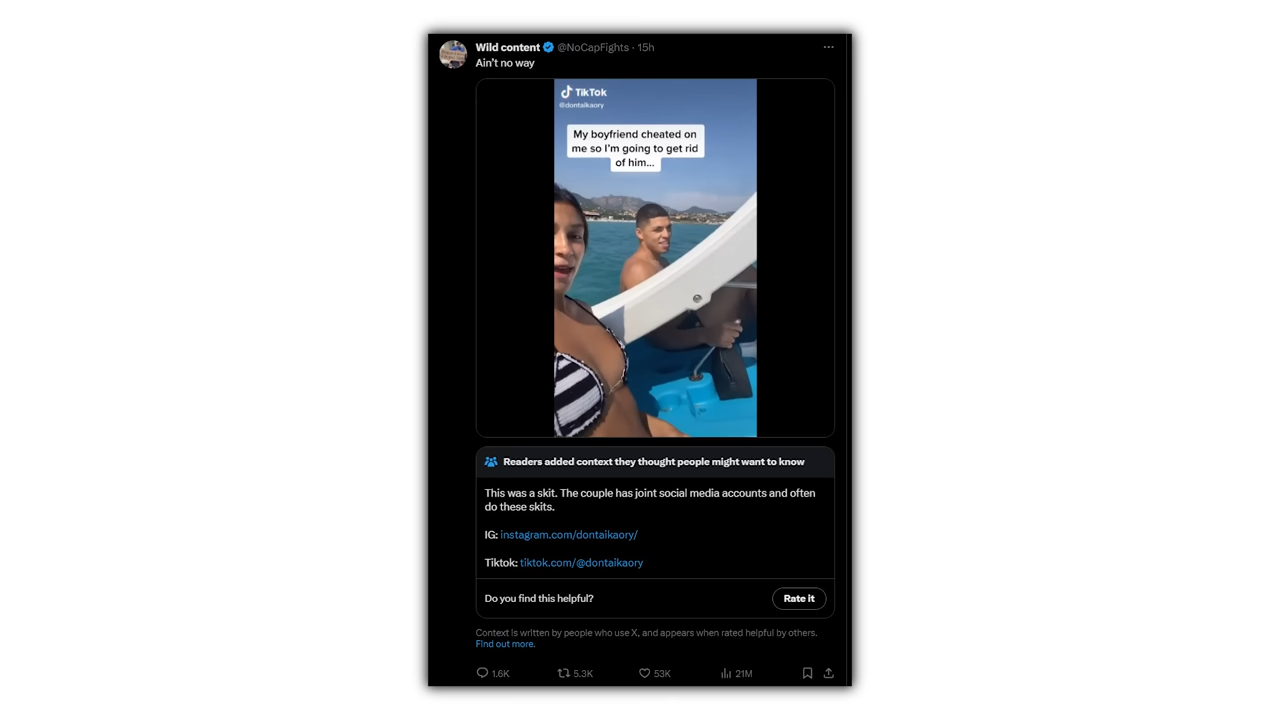 Wild content @NoCapFights · 15h
Ain't no way
TikTok
@dontaikaory
My boyfriend cheated on
me so I'm going to get rid
of him...
Readers added context they thought people might want to know
This was a skit. The couple has joint social media accounts and often
do these skits.
IG: instagram.com/dontaikaory/
Tiktok: tiktok.com/@dontaikaory
Do you find this helpful?
Rate it
Context is written by people who use X, and appears when rated helpful by others.
Find out more.
1.6K 5.3K 53K 21M